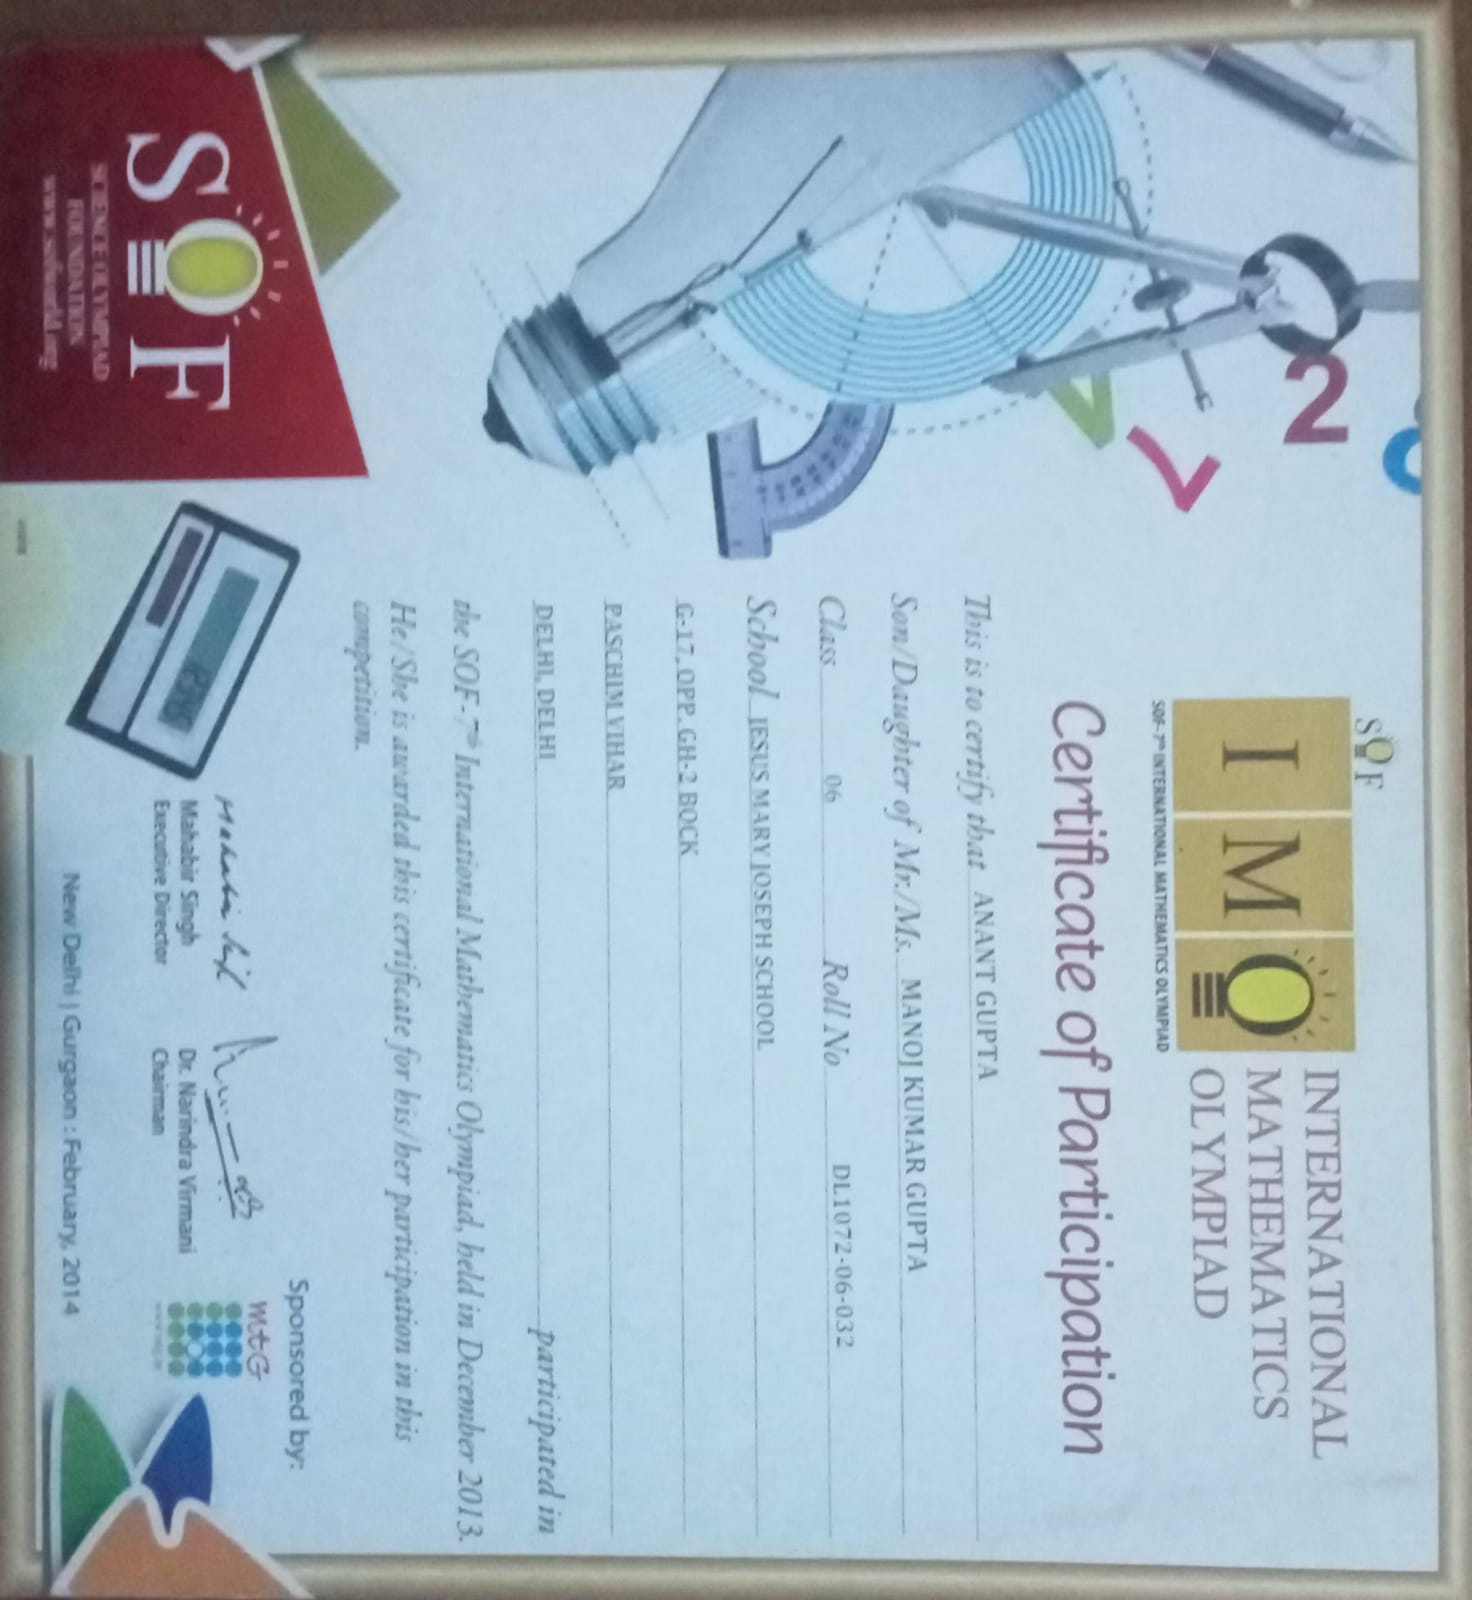 SOF
INTERNATIONAL
MATHEMATICS
OLYMPIAD
IMO
SOF-7th INTERNATIONAL MATHEMATICS OLYMPIAD
Certificate of Participation
This is to certify that ANANT GUPTA
Son/Daughter of Mr./Ms. MANOJ KUMAR GUPTA
Class 06 Roll No DL1072-06-032
School JESUS MARY JOSEPH SCHOOL
G-17, OPP. GH-2 BOCK
PASCHIM VIHAR
DELHI, DELHI participated in
the SOF-7th International Mathematics Olympiad, held in December 2013.
He/She is awarded this certificate for his/her participation in this
competition.
2
7
SOF
SCIENCE OLYMPIAD
FOUNDATION
www.sofworld.org
Mahabir Singh
Executive Director
Dr. Narindra Virmani
Chairman
New Delhi | Gurgaon : February, 2014
Sponsored by:
MtG